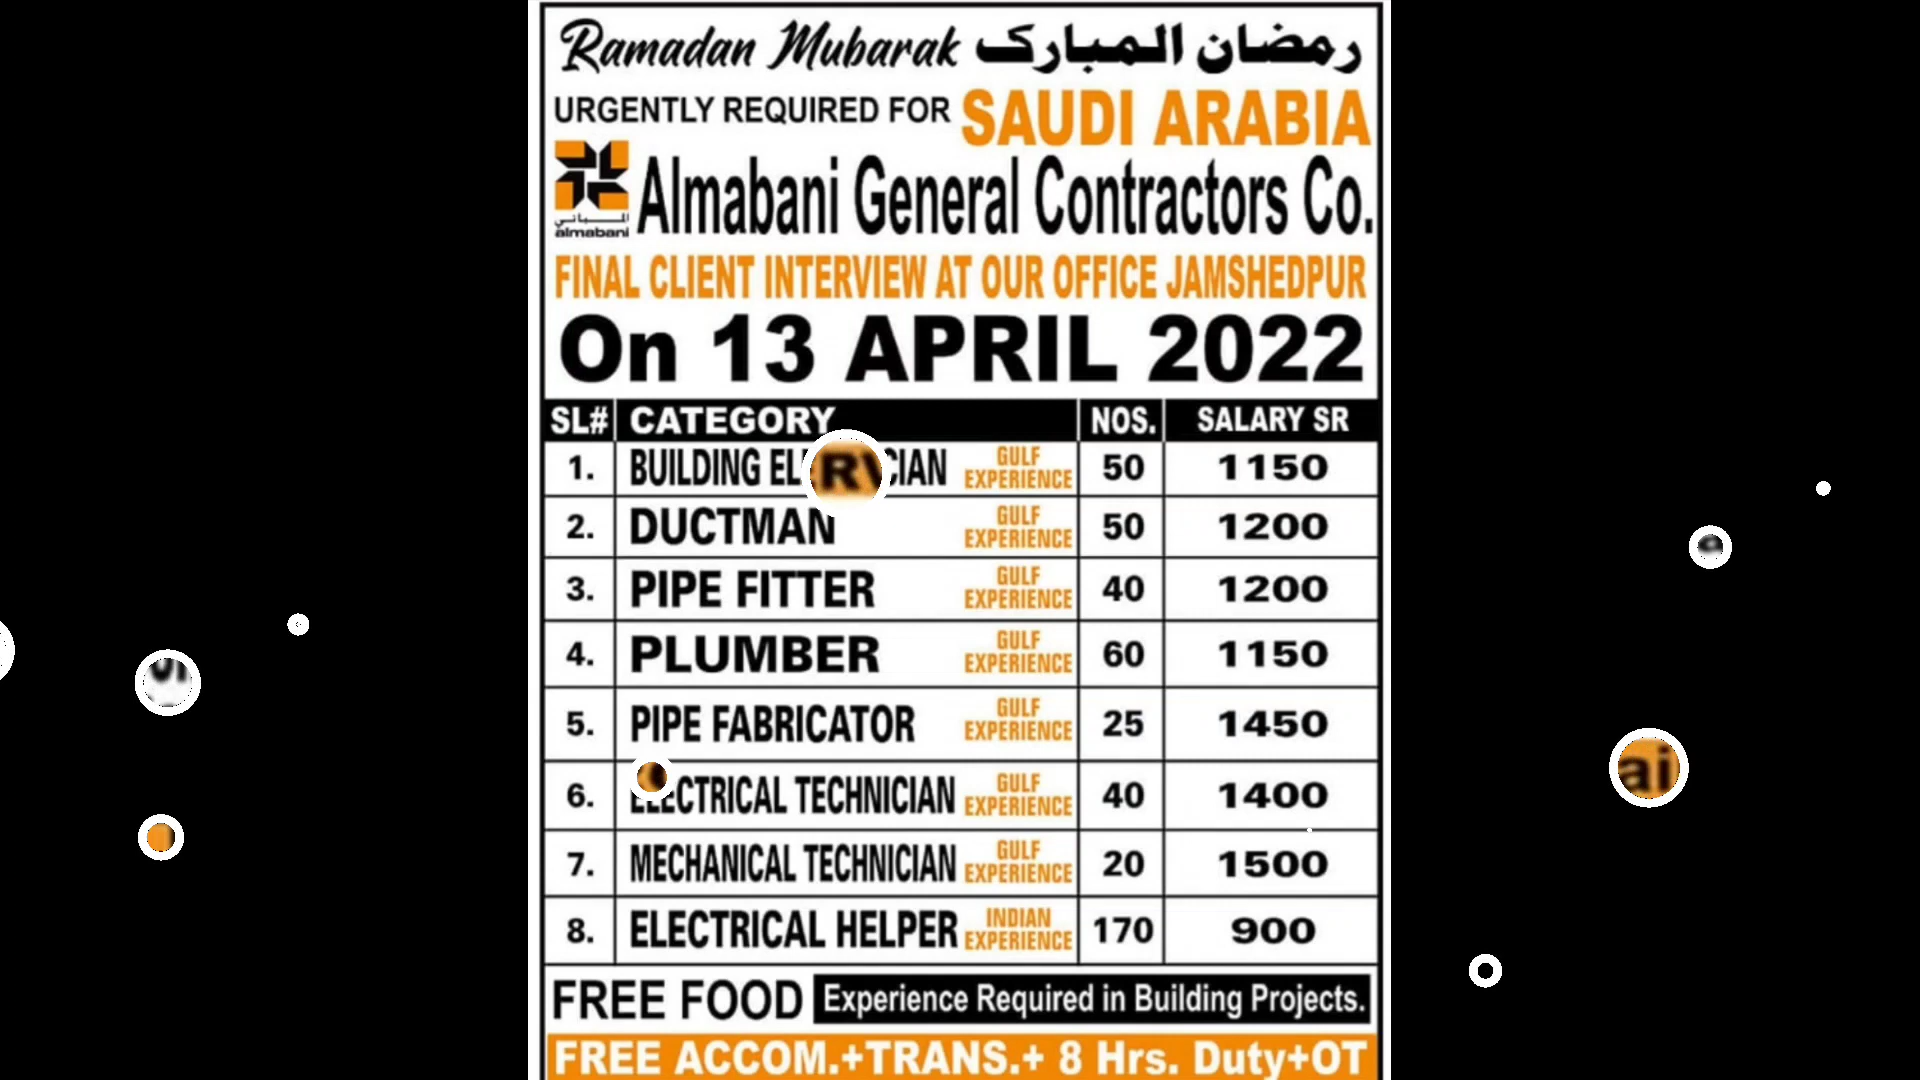 Ramadan Mubarak رمضان المبارک
URGENTLY REQUIRED FOR SAUDI ARABIA
المباني
almabani
Almabani General Contractors Co.
FINAL CLIENT INTERVIEW AT OUR OFFICE JAMSHEDPUR
On 13 APRIL 2022
SL# CATEGORY NOS. SALARY SR
1. BUILDING GULF EXPERIENCE 50 1150
2. DUCTMAN GULF EXPERIENCE 50 1200
3. PIPE FITTER GULF EXPERIENCE 40 1200
4. PLUMBER GULF EXPERIENCE 60 1150
5. PIPE FABRICATOR GULF EXPERIENCE 25 1450
6. ELECTRICAL TECHNICIAN GULF EXPERIENCE 40 1400
7. MECHANICAL TECHNICIAN GULF EXPERIENCE 20 1500
8. ELECTRICAL HELPER INDIAN EXPERIENCE 170 900
FREE FOOD Experience Required in Building Projects.
FREE ACCOM.+TRANS.+ 8 Hrs. Duty+OT